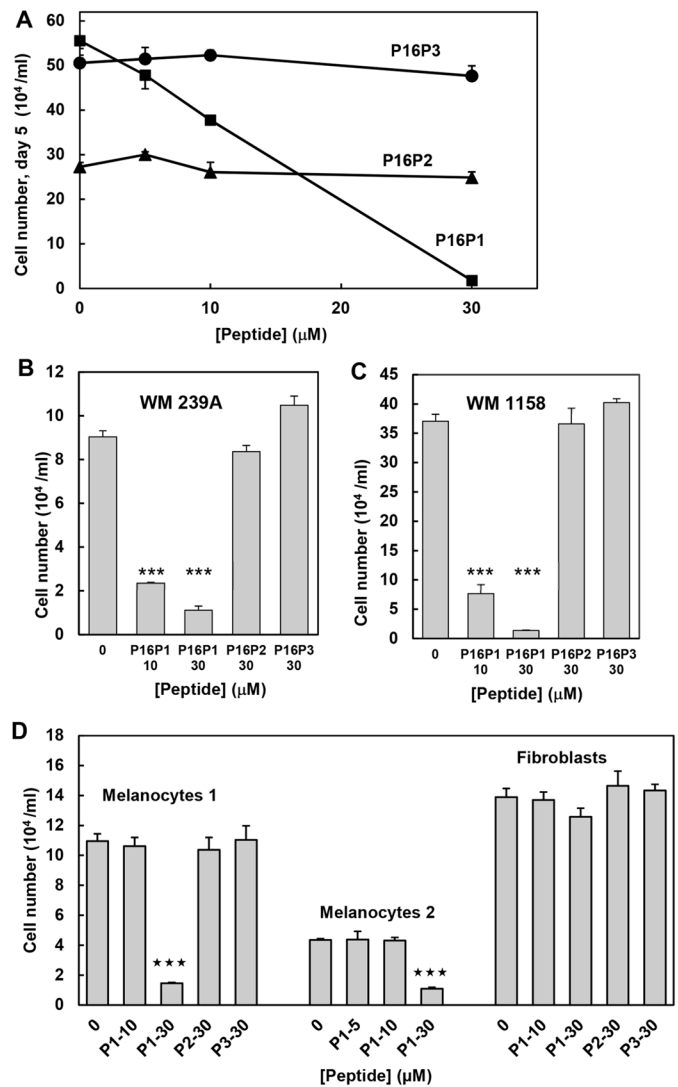 A
Cell number, day 5 (10⁴/ml)
60
50
40
30
20
10
0
P16P3
P16P2
P16P1
0 10 20 30
[Peptide] (μM)
B
WM 239A
Cell number (10⁴/ml)
12
10
8
6
4
2
0
*** ***
0 P16P1 P16P1 P16P2 P16P3
10 30 30 30
[Peptide] (μM)
C
WM 1158
Cell number (10⁴/ml)
45
40
35
30
25
20
15
10
5
0
*** ***
0 P16P1 P16P1 P16P2 P16P3
10 30 30 30
[Peptide] (μM)
D
Cell number (10⁴/ml)
18
16
14
12
10
8
6
4
2
0
Melanocytes 1
★★★
Melanocytes 2
★★★
Fibroblasts
0 P1-10 P1-30 P2-30 P3-30
0 P1-5 P1-10 P1-30
0 P1-10 P1-30 P2-30 P3-30
[Peptide] (μM)